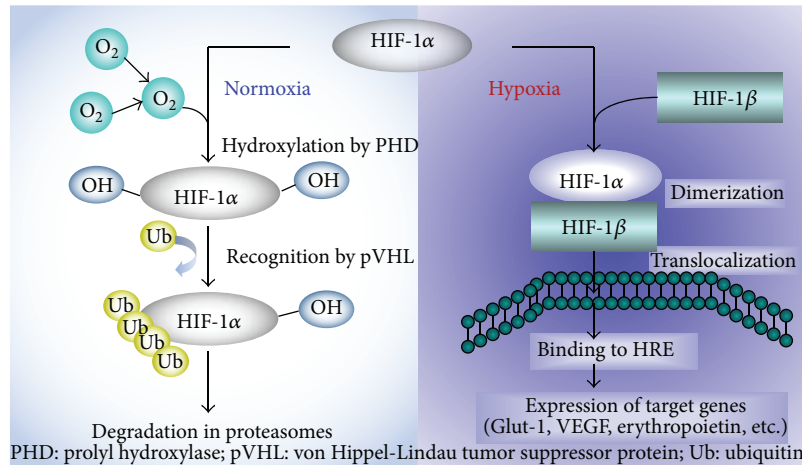 HIF-1α
O2
O2
O2
Normoxia
Hydroxylation by PHD
OH
HIF-1α
OH
Ub
Recognition by pVHL
Ub
Ub
Ub
Ub
HIF-1α
OH
Degradation in proteasomes
Hypoxia
HIF-1β
HIF-1α
Dimerization
HIF-1β
Translocalization
Binding to HRE
Expression of target genes
(Glut-1, VEGF, erythropoietin, etc.)
PHD: prolyl hydroxylase; pVHL: von Hippel-Lindau tumor suppressor protein; Ub: ubiquitin